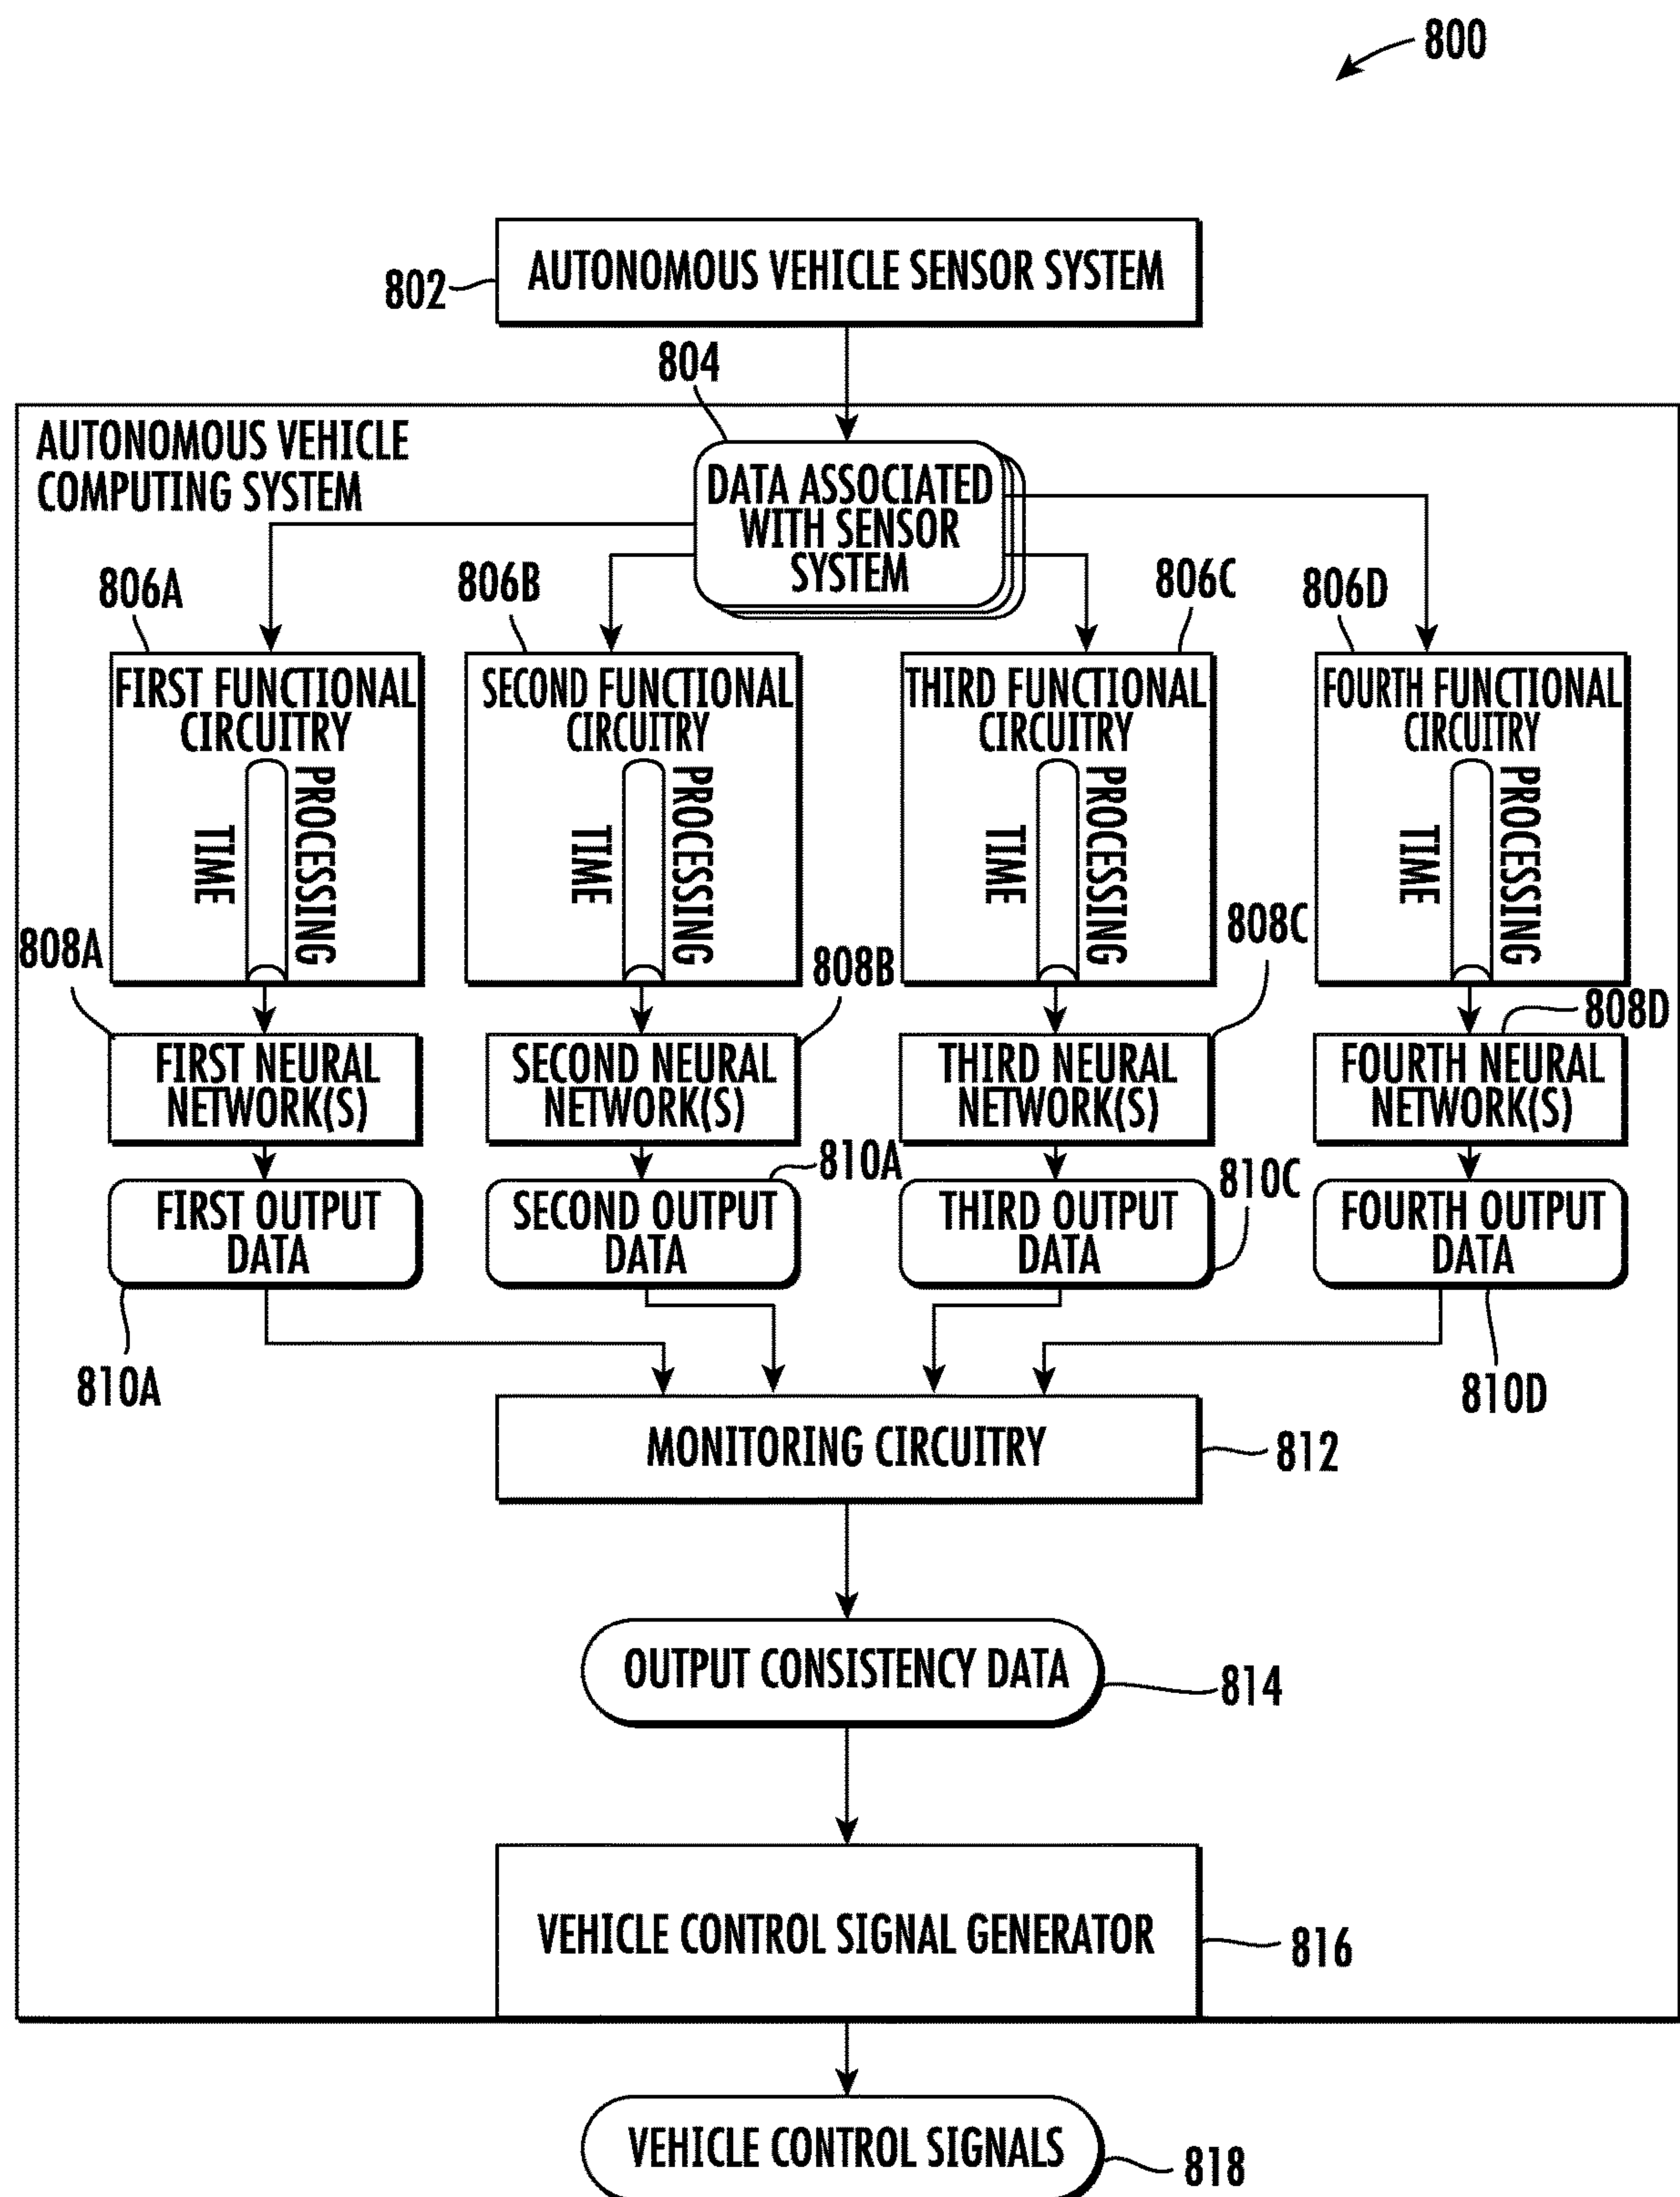 800
AUTONOMOUS VEHICLE SENSOR SYSTEM
802
804
AUTONOMOUS VEHICLE
COMPUTING SYSTEM
DATA ASSOCIATED
WITH SENSOR
SYSTEM
806A
806B
806C
806D
FIRST FUNCTIONAL
CIRCUITRY
PROCESSING
TIME
SECOND FUNCTIONAL
CIRCUITRY
PROCESSING
TIME
THIRD FUNCTIONAL
CIRCUITRY
PROCESSING
TIME
FOURTH FUNCTIONAL
CIRCUITRY
PROCESSING
TIME
808A
808B
808C
808D
FIRST NEURAL
NETWORK(S)
SECOND NEURAL
NETWORK(S)
THIRD NEURAL
NETWORK(S)
FOURTH NEURAL
NETWORK(S)
810A
810C
FIRST OUTPUT
DATA
SECOND OUTPUT
DATA
THIRD OUTPUT
DATA
FOURTH OUTPUT
DATA
810A
810D
MONITORING CIRCUITRY
812
OUTPUT CONSISTENCY DATA
814
VEHICLE CONTROL SIGNAL GENERATOR
816
VEHICLE CONTROL SIGNALS
818